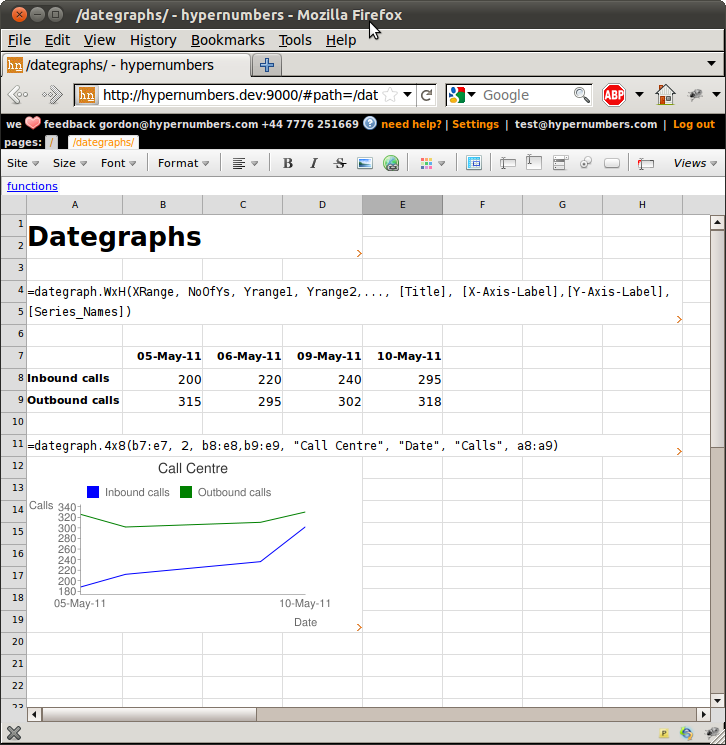 /dategraphs/ - hypernumbers - Mozilla Firefox
File Edit View History Bookmarks Tools Help
hn /dategraphs/ - hypernumbers
hn http://hypernumbers.dev:9000/#path=/dat Google ABP
we feedback gordon@hypernumbers.com +44 7776 251669 need help? | Settings | test@hypernumbers.com | Log out
pages: / /dategraphs/
Site Size Font Format B I S Views
functions
A B C D E F G H
1
Dategraphs
2
3
4 =dategraph.WxH(XRange, NoOfYs, Yrange1, Yrange2,..., [Title], [X-Axis-Label],[Y-Axis-Label],
5 [Series_Names])
6
7 05-May-11 06-May-11 09-May-11 10-May-11
8 Inbound calls 200 220 240 295
9 Outbound calls 315 295 302 318
10
11 =dategraph.4x8(b7:e7, 2, b8:e8,b9:e9, "Call Centre", "Date", "Calls", a8:a9)
12 Call Centre
13 Inbound calls Outbound calls
14 Calls 340
320
15 300
280
16 260
240
17 220
200
18 180
05-May-11 10-May-11
19 Date
20
21
22
23